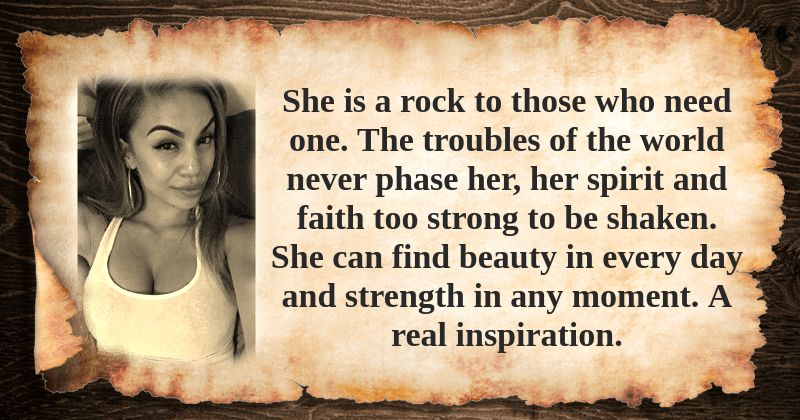 She is a rock to those who need
one. The troubles of the world
never phase her, her spirit and
faith too strong to be shaken.
She can find beauty in every day
and strength in any moment. A
real inspiration.